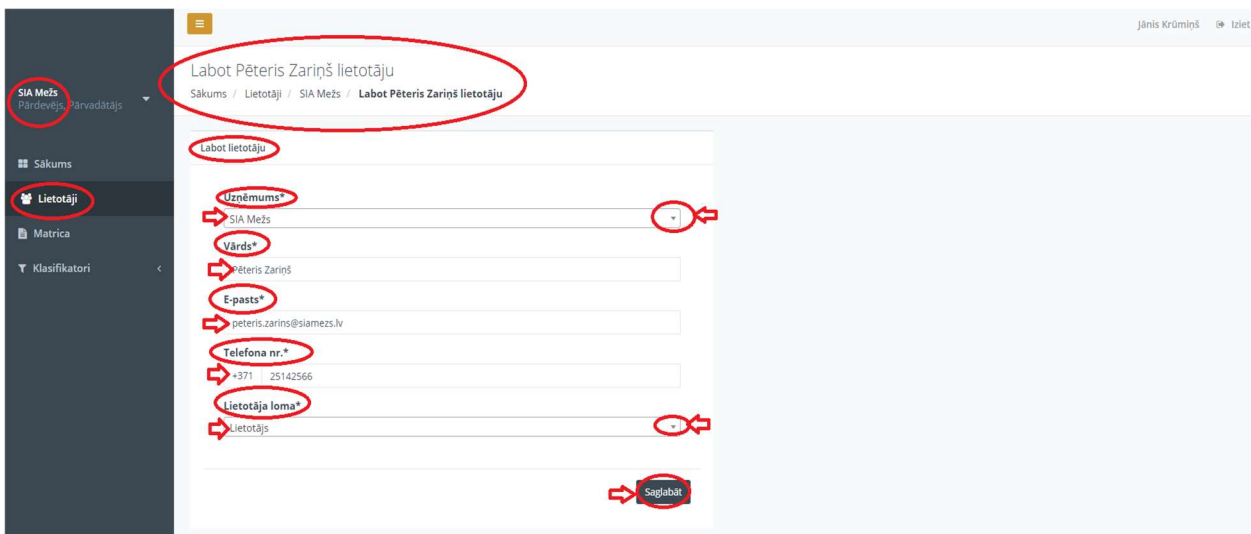 Jānis Krūmiņš Iziet
SIA Mežs
Pārdevējs, Pārvadātājs
Sākums
Lietotāji
Matrica
Klasifikatori
Labot Pēteris Zariņš lietotāju
Sākums / Lietotāji / SIA Mežs / Labot Pēteris Zariņš lietotāju
Labot lietotāju
Uzņēmums*
SIA Mežs
Vārds*
Pēteris Zariņš
E-pasts*
peteris.zarins@siamezs.lv
Telefona nr.*
+371 25142566
Lietotāja loma*
Lietotājs
Saglabāt